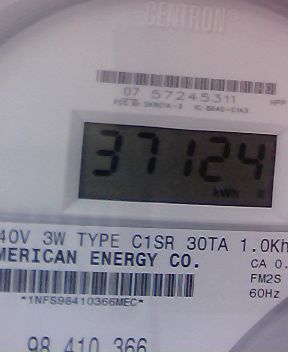 CENTRON®
07 57245311
HPP
37124
kWh
40V 3W TYPE C1SR 30TA 1.0Kh
MERICAN ENERGY CO.
CA 0.
FM2S
60Hz
*1NFS98410366MEC*
98 410 366